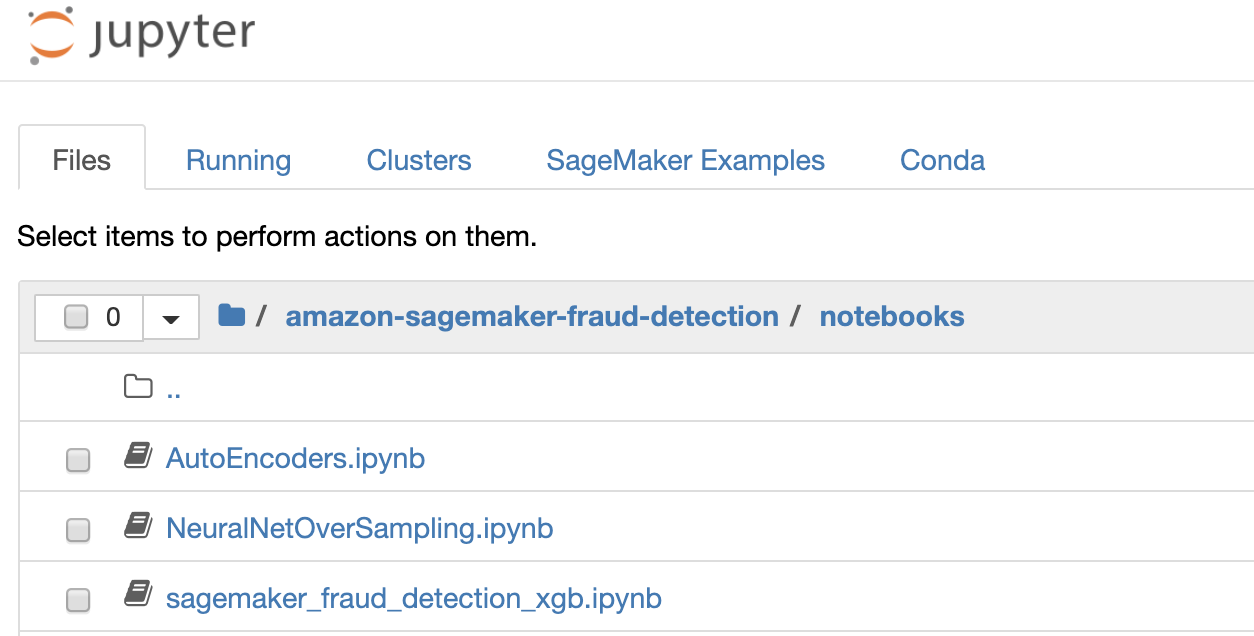 jupyter
Files Running Clusters SageMaker Examples Conda
Select items to perform actions on them.
0 / amazon-sagemaker-fraud-detection / notebooks
..
AutoEncoders.ipynb
NeuralNetOverSampling.ipynb
sagemaker_fraud_detection_xgb.ipynb